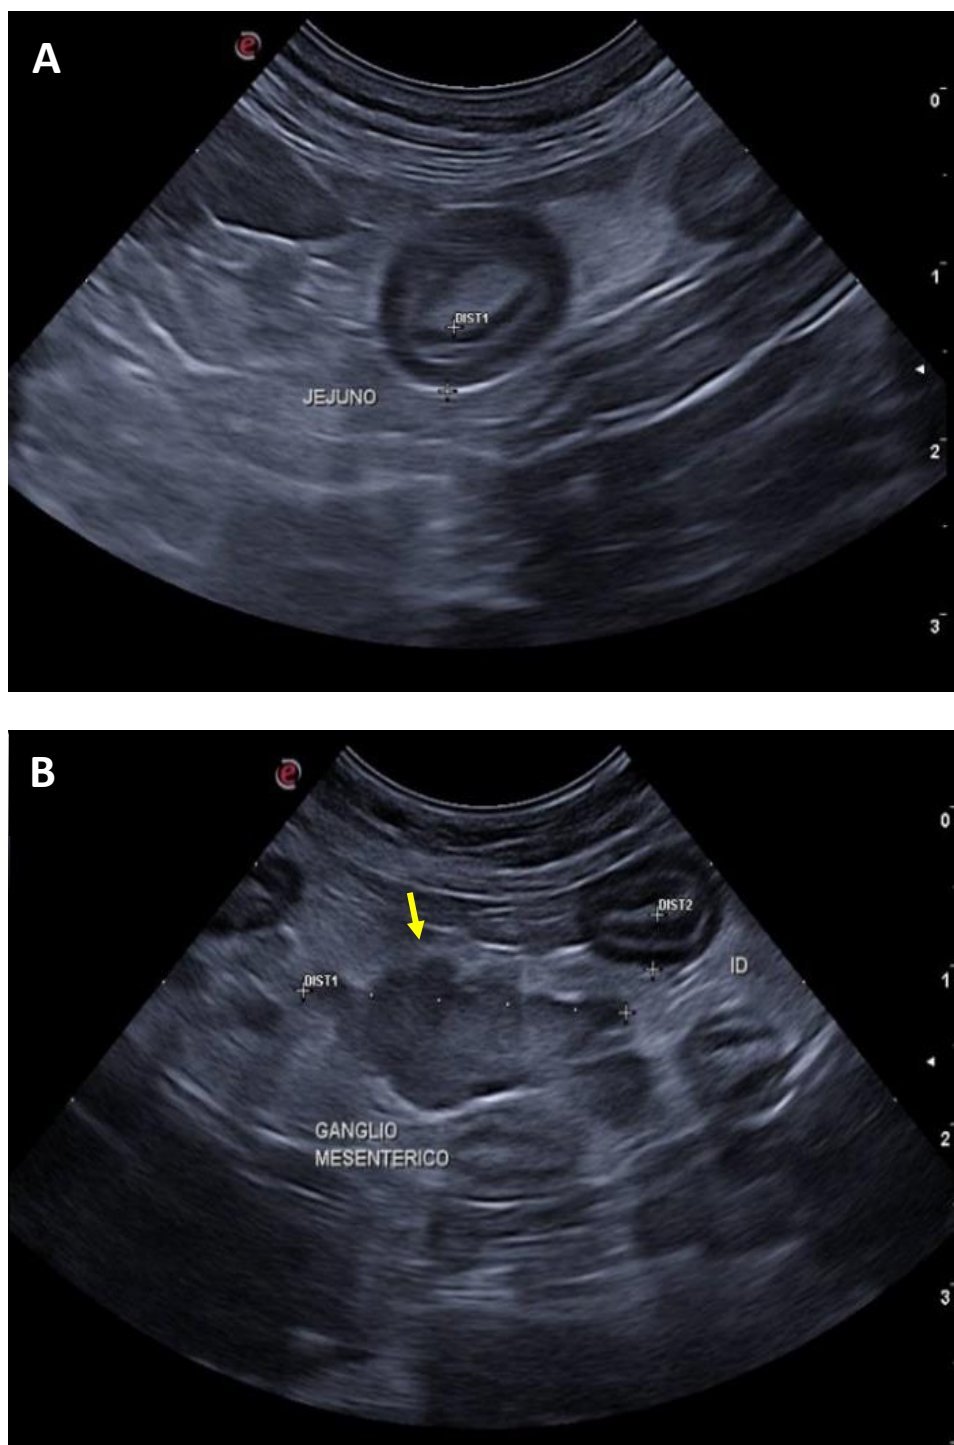 A
e
0
DIST1
1
JEJUNO
2
3
B
e
0
DIST2
ID
1
DIST1
GANGLIO
MESENTERICO
2
3